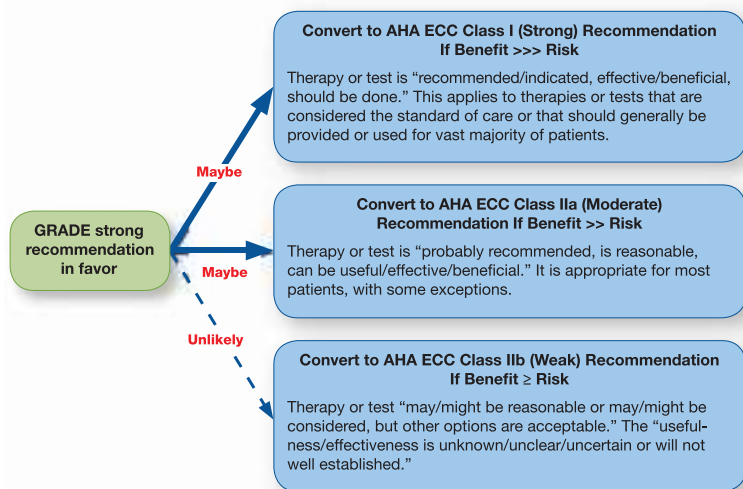 Convert to AHA ECC Class I (Strong) Recommendation
If Benefit >>> Risk
Therapy or test is “recommended/indicated, effective/beneficial,
should be done.” This applies to therapies or tests that are
considered the standard of care or that should generally be
provided or used for vast majority of patients.
Maybe
GRADE strong
recommendation
in favor
Maybe
Convert to AHA ECC Class IIa (Moderate)
Recommendation If Benefit >> Risk
Therapy or test is “probably recommended, is reasonable,
can be useful/effective/beneficial.” It is appropriate for most
patients, with some exceptions.
Unlikely
Convert to AHA ECC Class IIb (Weak) Recommendation
If Benefit ≥ Risk
Therapy or test “may/might be reasonable or may/might be
considered, but other options are acceptable.” The “useful-
ness/effectiveness is unknown/unclear/uncertain or will not
well established.”